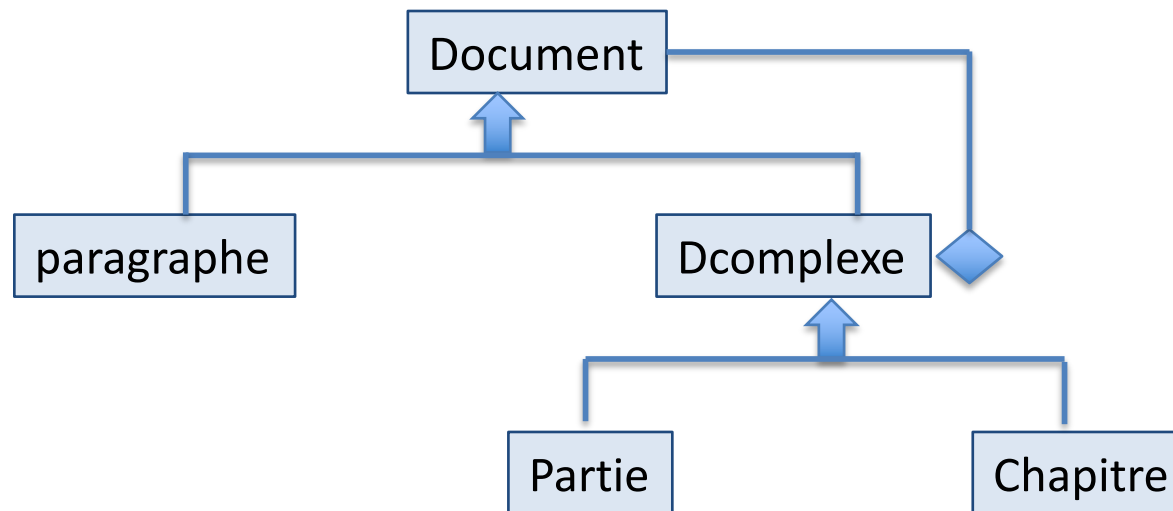 Document
paragraphe
Dcomplexe
Partie
Chapitre